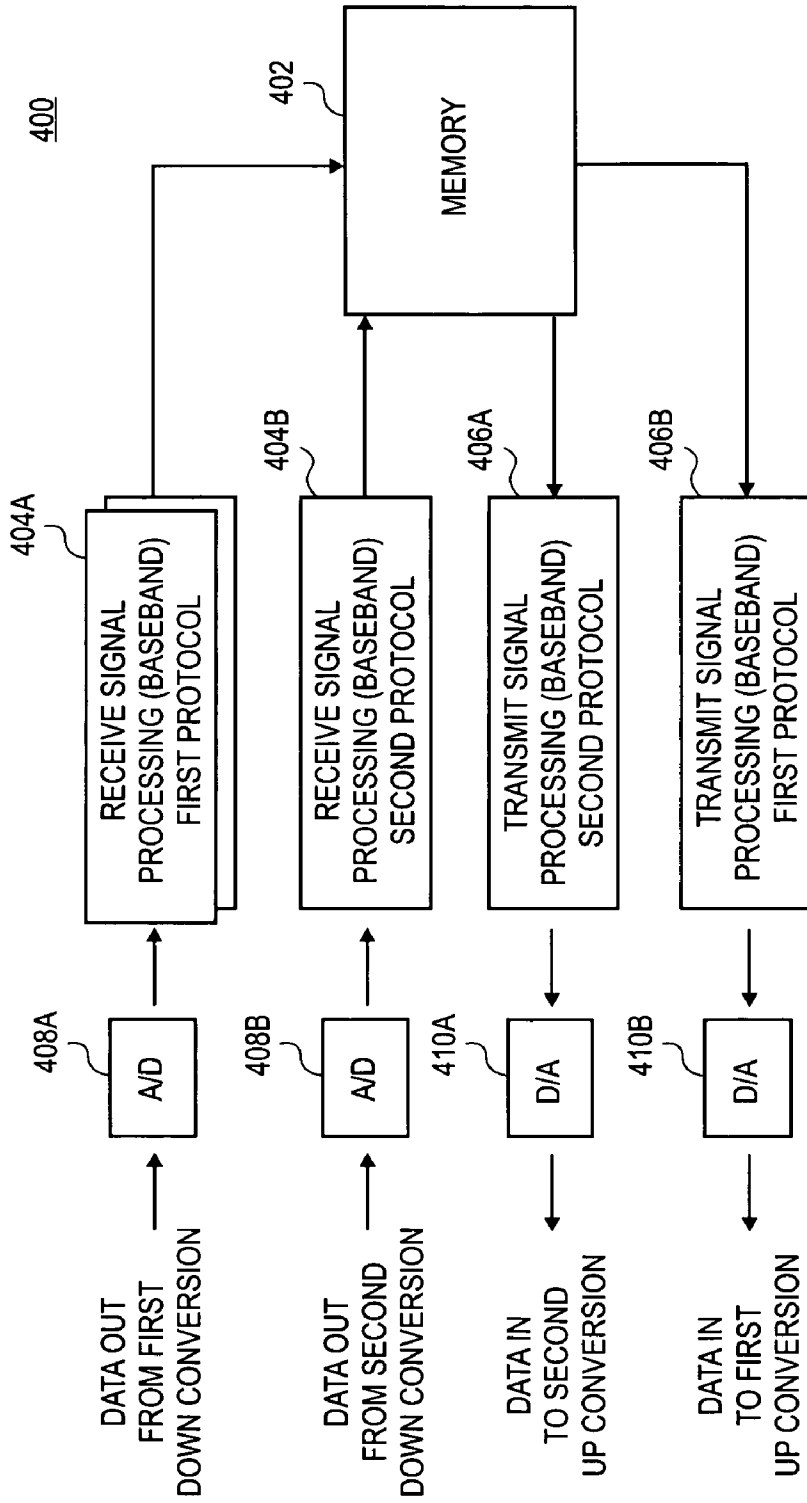 400
DATA OUT
FROM FIRST
DOWN CONVERSION
408A
A/D
404A
RECEIVE SIGNAL
PROCESSING (BASEBAND)
FIRST PROTOCOL
402
MEMORY
DATA OUT
FROM SECOND
DOWN CONVERSION
408B
A/D
404B
RECEIVE SIGNAL
PROCESSING (BASEBAND)
SECOND PROTOCOL
DATA IN
TO SECOND
UP CONVERSION
410A
D/A
406A
TRANSMIT SIGNAL
PROCESSING (BASEBAND)
SECOND PROTOCOL
DATA IN
TO FIRST
UP CONVERSION
410B
D/A
406B
TRANSMIT SIGNAL
PROCESSING (BASEBAND)
FIRST PROTOCOL